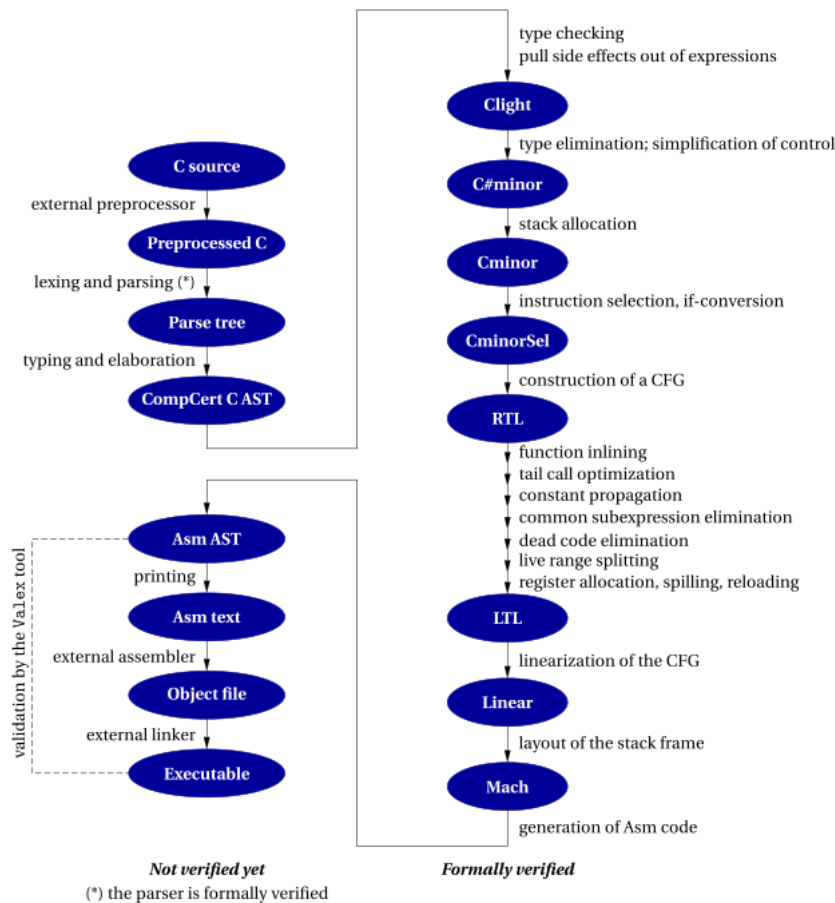 C source
external preprocessor
Preprocessed C
lexing and parsing (*)
Parse tree
typing and elaboration
CompCert C AST
type checking
pull side effects out of expressions
Clight
type elimination; simplification of control
C#minor
stack allocation
Cminor
instruction selection, if-conversion
CminorSel
construction of a CFG
RTL
function inlining
tail call optimization
constant propagation
common subexpression elimination
dead code elimination
live range splitting
register allocation, spilling, reloading
LTL
linearization of the CFG
Linear
layout of the stack frame
Mach
generation of Asm code
Asm AST
printing
Asm text
external assembler
Object file
external linker
Executable
validation by the Valex tool
Not verified yet
(*) the parser is formally verified
Formally verified